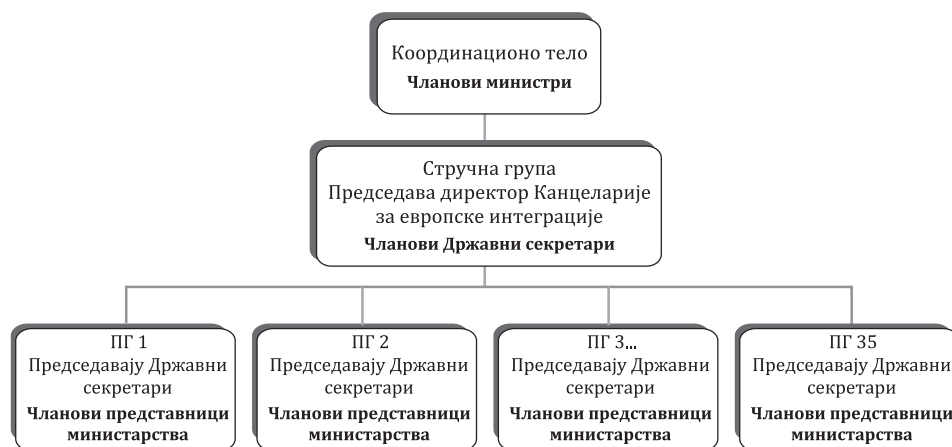 Координационо тело
Чланови министри
Стручна група
Председава директор Канцеларије
за европске интеграције
Чланови Државни секретари
ПГ 1
Председавају Државни
секретари
Чланови представници
министарства
ПГ 2
Председавају Државни
секретари
Чланови представници
министарства
ПГ 3...
Председавају Државни
секретари
Чланови представници
министарства
ПГ 35
Председавају Државни
секретари
Чланови представници
министарства